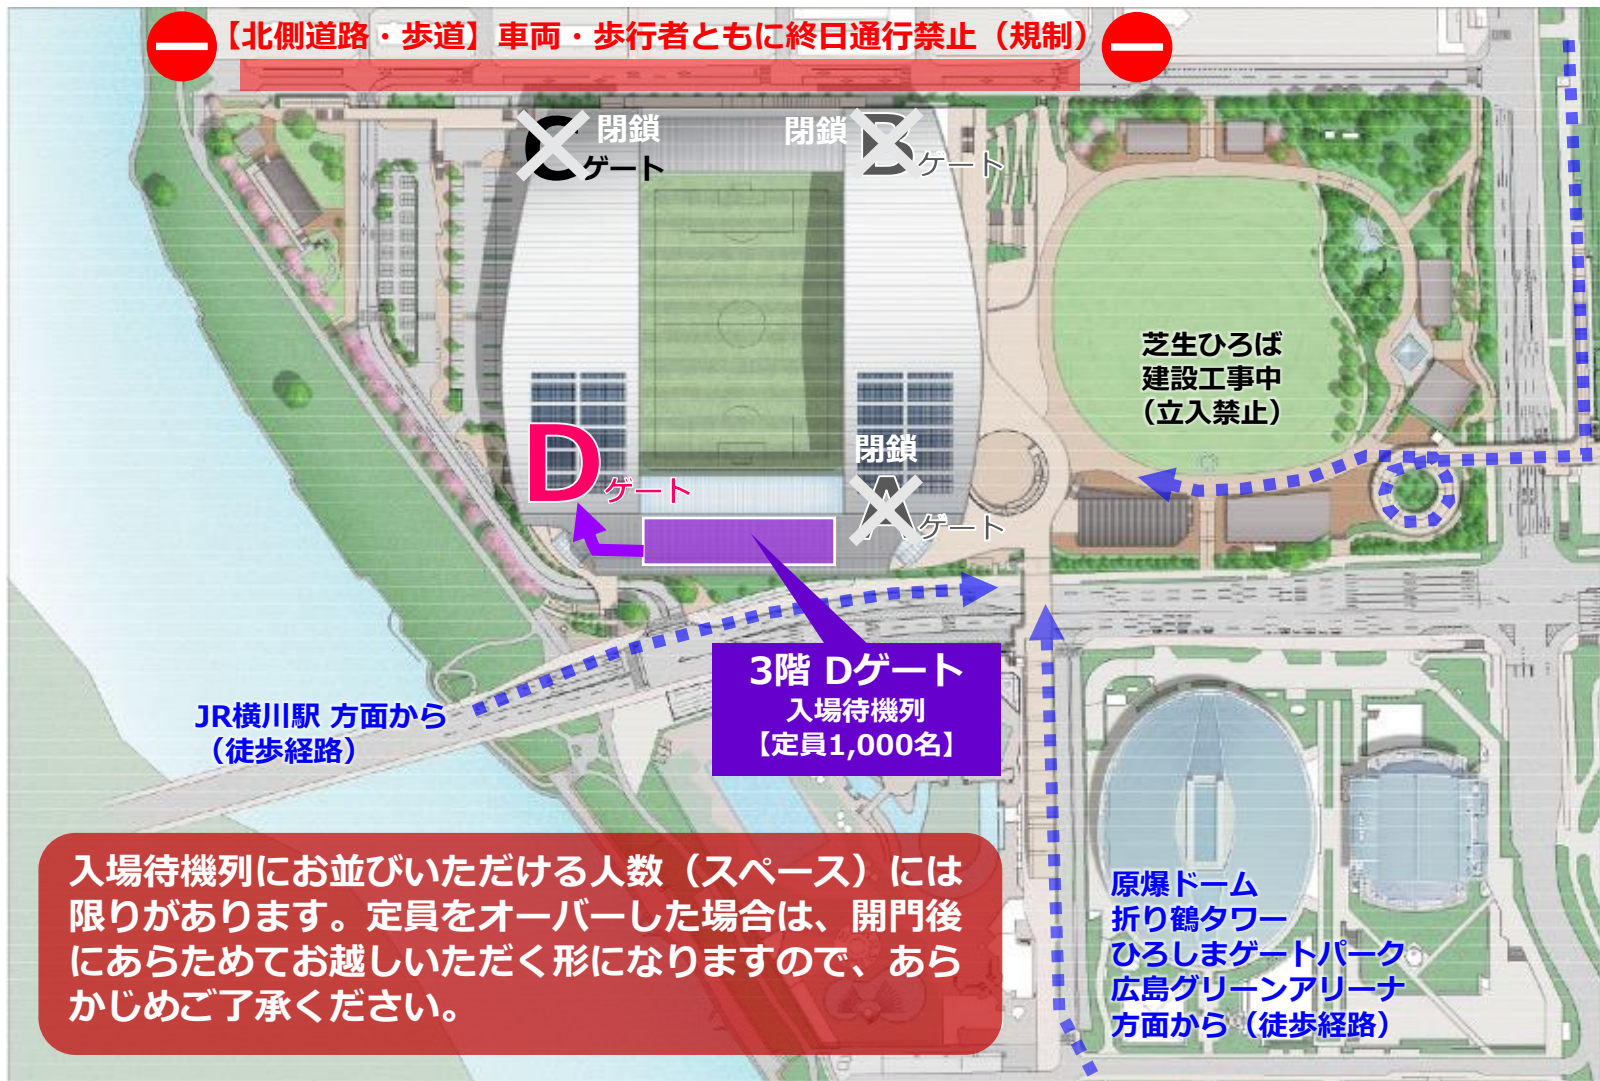 【北側道路・歩道】車両・歩行者ともに終日通行禁止（規制）
C 閉鎖
ゲート
閉鎖 B
ゲート
芝生ひろば
建設工事中
（立入禁止）
D
ゲート
閉鎖
A
ゲート
3階 Dゲート
入場待機列
【定員1,000名】
JR横川駅 方面から
（徒歩経路）
入場待機列にお並びいただける人数（スペース）には
限りがあります。定員をオーバーした場合は、開門後
にあらためてお越しいただく形になりますので、あら
かじめご了承ください。
原爆ドーム
折り鶴タワー
ひろしまゲートパーク
広島グリーンアリーナ
方面から（徒歩経路）